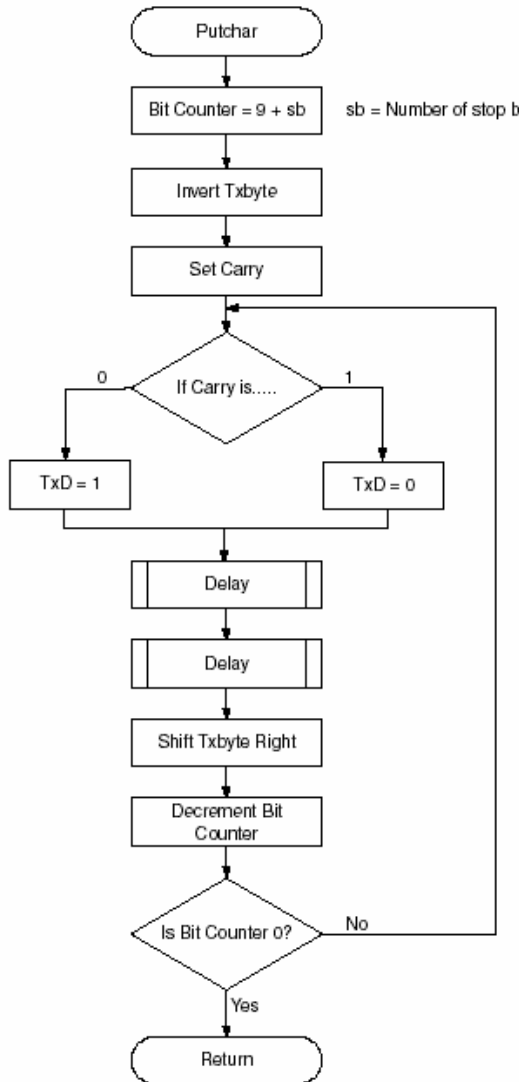 Putchar
Bit Counter = 9 + sb
sb = Number of stop b
Invert Txbyte
Set Carry
If Carry is.....
0
1
TxD = 1
TxD = 0
Delay
Delay
Shift Txbyte Right
Decrement Bit
Counter
Is Bit Counter 0?
No
Yes
Return